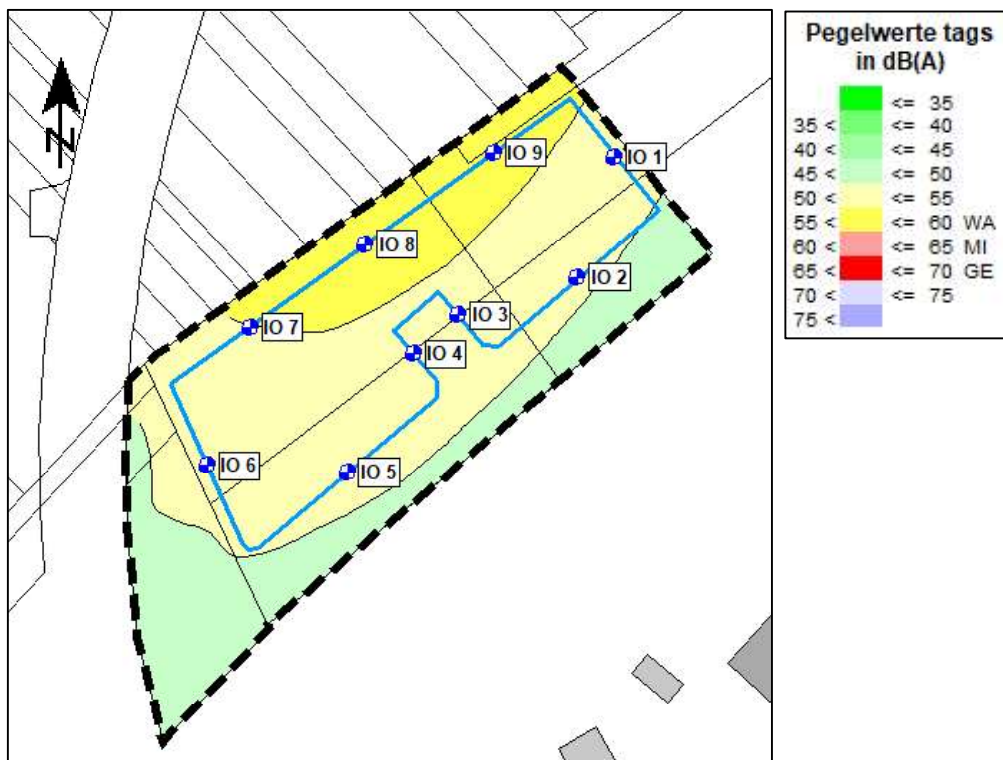 Pegelwerte tags
in dB(A)
<= 35
35 < <= 40
40 < <= 45
45 < <= 50
50 < <= 55
55 < <= 60 WA
60 < <= 65 MI
65 < <= 70 GE
70 < <= 75
75 <
N
IO 9
IO 1
IO 8
IO 2
IO 3
IO 7
IO 4
IO 6
IO 5